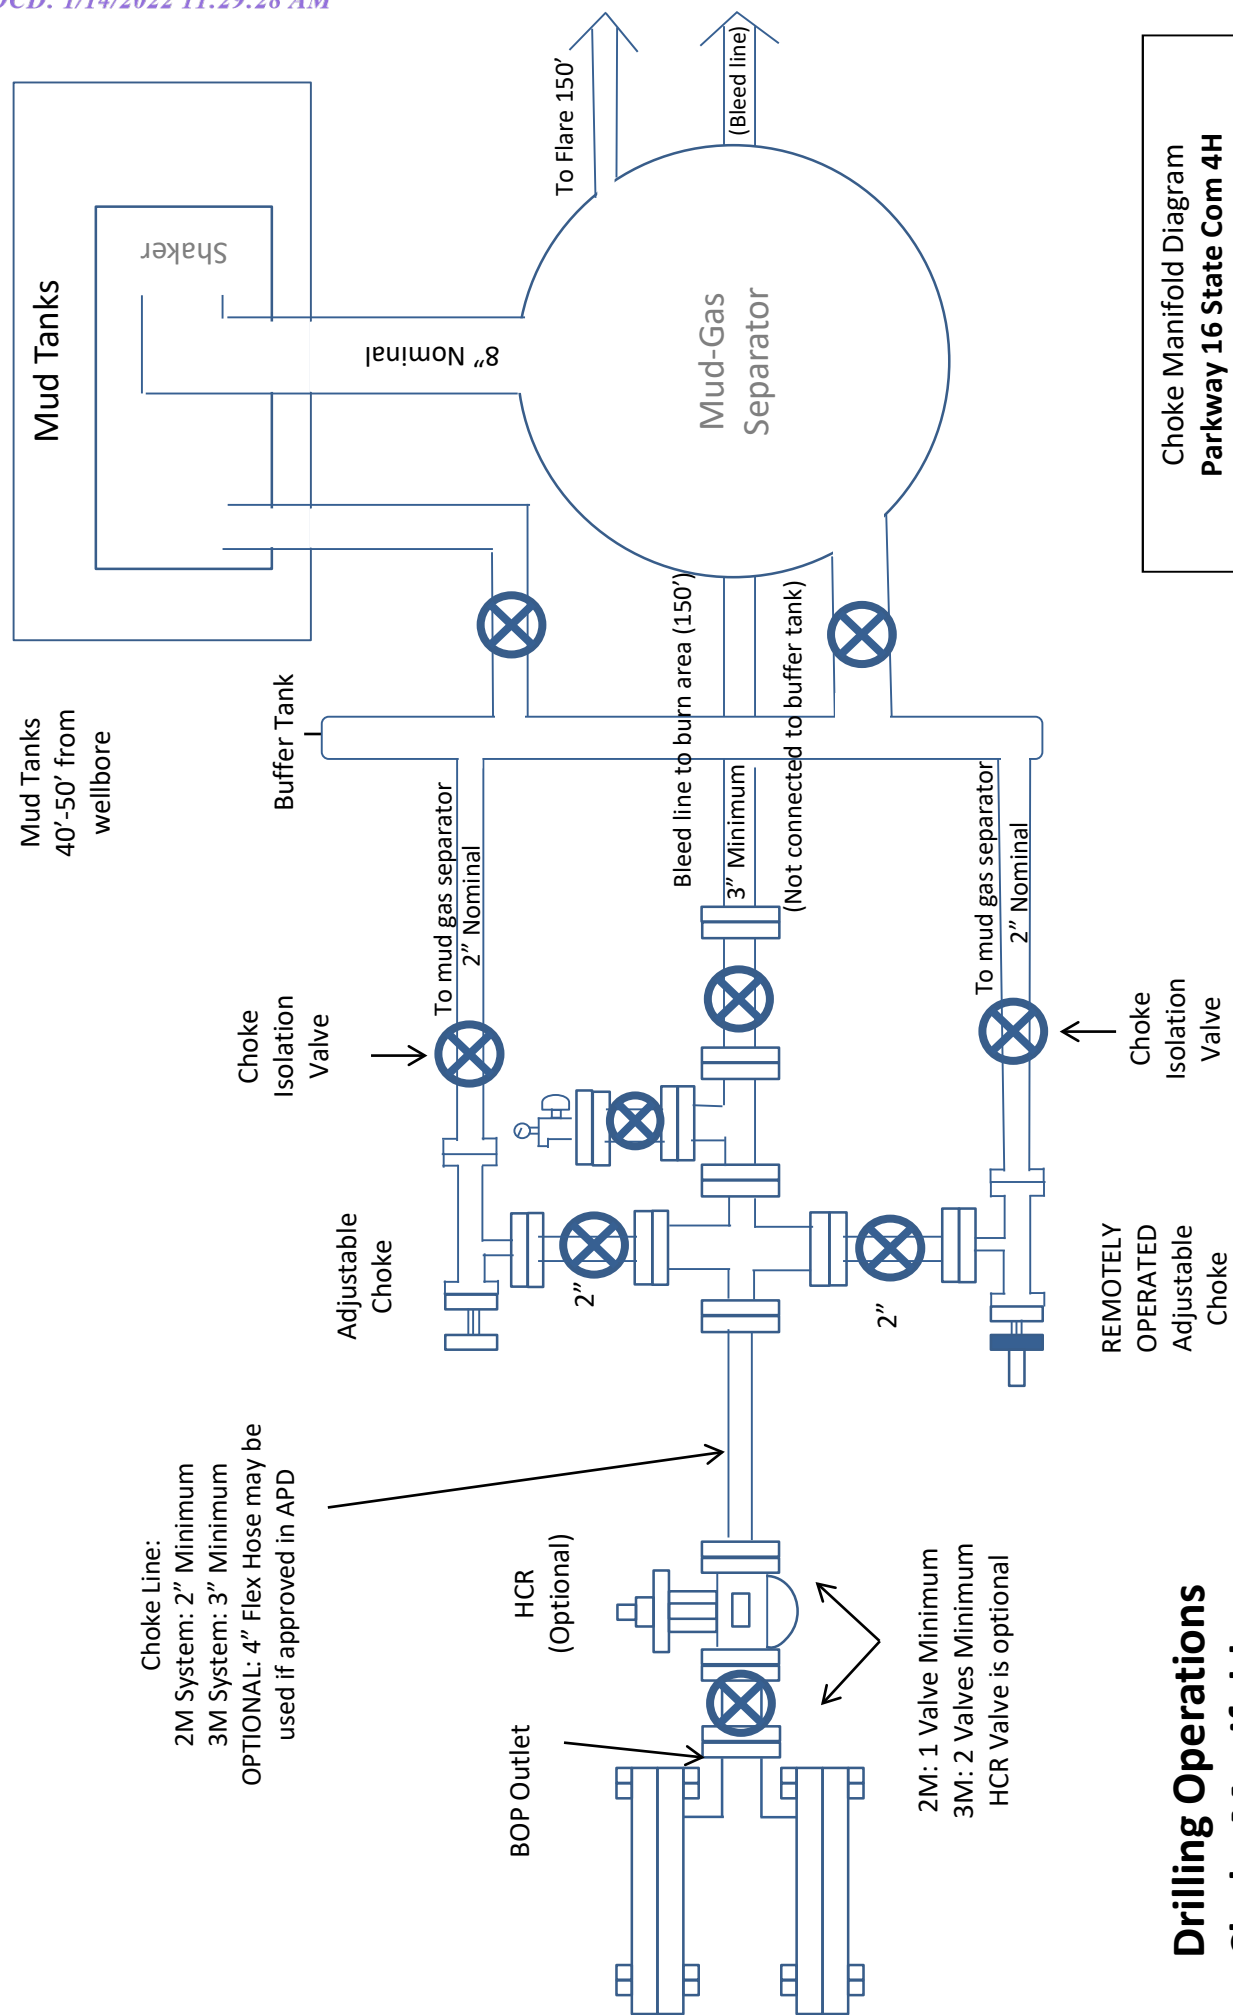 OCD: 1/14/2022 11:29:28 AM
Mud Tanks
40’-50’ from
wellbore
Mud Tanks
Shaker
8” Nominal
Buffer Tank
To Flare 150’
(Bleed line)
Mud-Gas
Separator
Choke
Isolation
Valve
To mud gas separator
2” Nominal
Bleed line to burn area (150’)
3” Minimum
(Not connected to buffer tank)
To mud gas separator
2” Nominal
Choke
Isolation
Valve
Adjustable
Choke
2”
2”
REMOTELY
OPERATED
Adjustable
Choke
Choke Line:
2M System: 2” Minimum
3M System: 3” Minimum
OPTIONAL: 4” Flex Hose may be
used if approved in APD
HCR
(Optional)
BOP Outlet
2M: 1 Valve Minimum
3M: 2 Valves Minimum
HCR Valve is optional
Drilling Operations
Choke Manifold Diagram
Parkway 16 State Com 4H